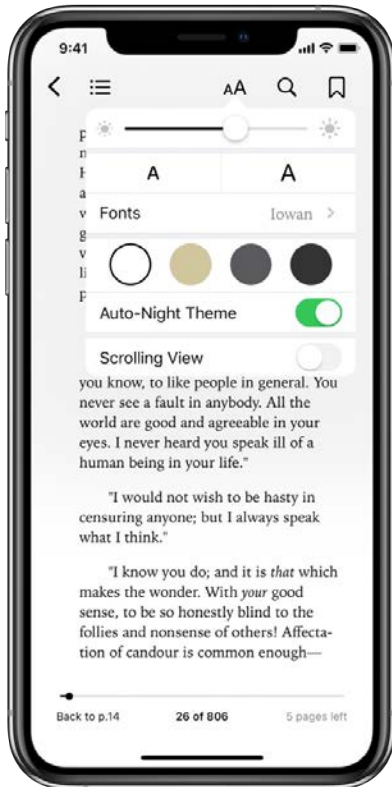 9:41
AA
A A
Fonts Iowan >
Auto-Night Theme
Scrolling View
you know, to like people in general. You
never see a fault in anybody. All the
world are good and agreeable in your
eyes. I never heard you speak ill of a
human being in your life."
"I would not wish to be hasty in
censuring anyone; but I always speak
what I think."
"I know you do; and it is that which
makes the wonder. With your good
sense, to be so honestly blind to the
follies and nonsense of others! Affecta-
tion of candour is common enough—
Back to p.14 26 of 806 5 pages left